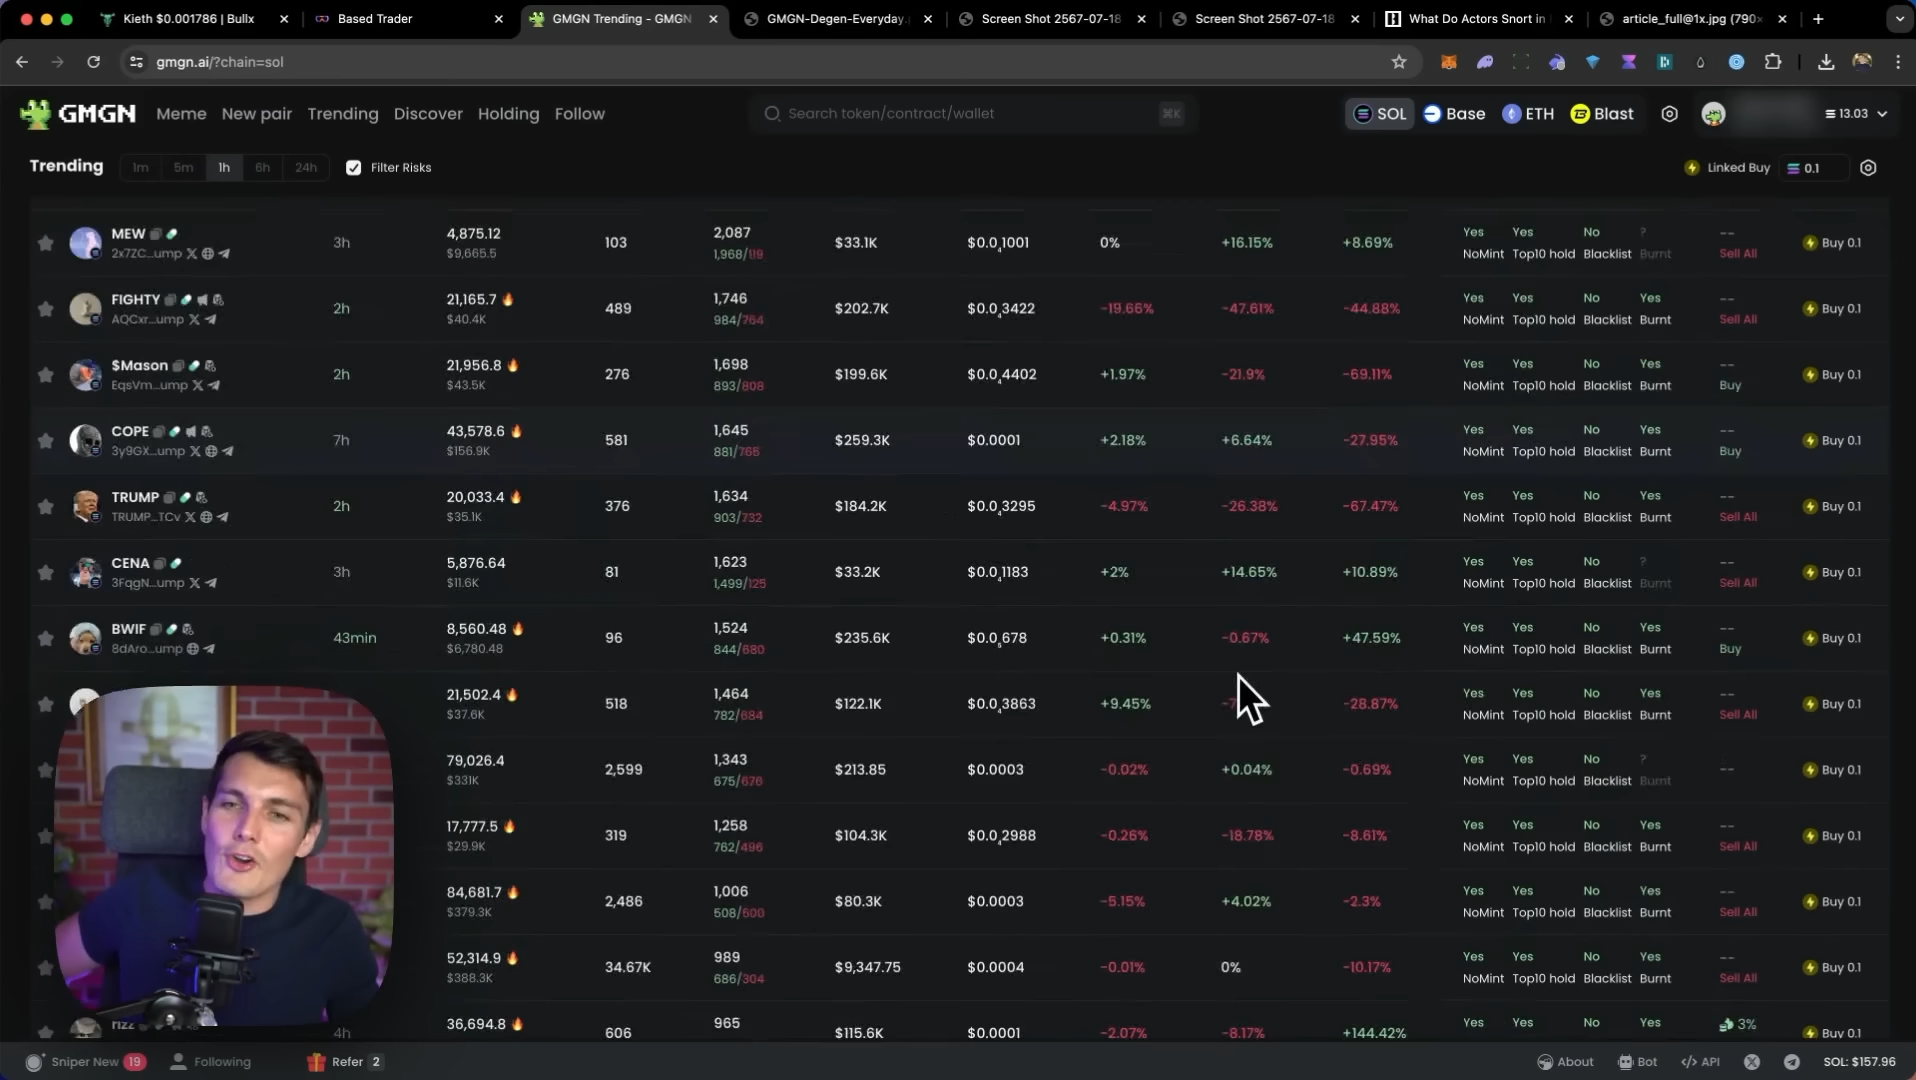 Kieth $0.001786 | Bullx
Based Trader
GMGN Trending - GMGN
GMGN-Degen-Everyday.
Screen Shot 2567-07-18
Screen Shot 2567-07-18
What Do Actors Snort in
article_full@1x.jpg (790×
gmgn.ai/?chain=sol
GMGN Meme New pair Trending Discover Holding Follow
Search token/contract/wallet ⌘K
SOL Base ETH Blast 13.03
Trending 1m 5m 1h 6h 24h Filter Risks
Linked Buy 0.1
MEW 4,875.12 2,087 Yes Yes No ? --
3h 103 $33.1K $0.0₄1001 0% +16.15% +8.69% Buy 0.1
2x7ZC...ump $9,665.5 1,968/119 NoMint Top10 hold Blacklist Burnt Sell All
FIGHTY 21,165.7 1,746 Yes Yes No Yes --
2h 489 $202.7K $0.0₄3422 -19.66% -47.61% -44.88% Buy 0.1
AQCxr...ump $40.4K 984/764 NoMint Top10 hold Blacklist Burnt Sell All
$Mason 21,956.8 1,698 Yes Yes No Yes --
2h 276 $199.6K $0.0₄4402 +1.97% -21.9% -69.11% Buy 0.1
EqsVm...ump $43.5K 893/808 NoMint Top10 hold Blacklist Burnt Buy
COPE 43,578.6 1,645 Yes Yes No Yes --
7h 581 $259.3K $0.0001 +2.18% +6.64% -27.95% Buy 0.1
3y9GX...ump $156.9K 881/765 NoMint Top10 hold Blacklist Burnt Buy
TRUMP 20,033.4 1,634 Yes Yes No Yes --
2h 376 $184.2K $0.0₄3295 -4.97% -26.38% -67.47% Buy 0.1
TRUMP...TCv $35.1K 903/732 NoMint Top10 hold Blacklist Burnt Sell All
CENA 5,876.64 1,623 Yes Yes No ? --
3h 81 $33.2K $0.0₄1183 +2% +14.65% +10.89% Buy 0.1
3FqgN...ump $11.6K 1,499/125 NoMint Top10 hold Blacklist Burnt Sell All
BWIF 8,560.48 1,524 Yes Yes No Yes --
43min 96 $235.6K $0.0₅678 +0.31% -0.67% +47.59% Buy 0.1
8dAro...ump $6,780.48 844/680 NoMint Top10 hold Blacklist Burnt Buy
21,502.4 1,464 Yes Yes No Yes --
518 $122.1K $0.0₄3863 +9.45% -28.87% Buy 0.1
$37.6K 782/684 NoMint Top10 hold Blacklist Burnt Sell All
79,026.4 1,343 Yes Yes No ? --
2,599 $213.85 $0.0003 -0.02% +0.04% -0.69% Buy 0.1
$331K 675/676 NoMint Top10 hold Blacklist Burnt
17,777.5 1,258 Yes Yes No Yes --
319 $104.3K $0.0₄2988 -0.26% -18.78% -8.61% Buy 0.1
$29.9K 762/496 NoMint Top10 hold Blacklist Burnt Sell All
84,681.7 1,006 Yes Yes No Yes --
2,486 $80.3K $0.0003 -5.15% +4.02% -2.3% Buy 0.1
$379.3K 508/500 NoMint Top10 hold Blacklist Burnt Sell All
52,314.9 989 Yes Yes No Yes --
34.67K $9,347.75 $0.0004 -0.01% 0% -10.17% Buy 0.1
$388.3K 686/304 NoMint Top10 hold Blacklist Burnt Sell All
rizz 36,694.8 965 Yes Yes No Yes 3%
4h 606 $115.6K $0.0001 -2.07% -8.17% +144.42% Buy 0.1
Sniper New 19 Following Refer 2 About Bot API SOL: $157.96